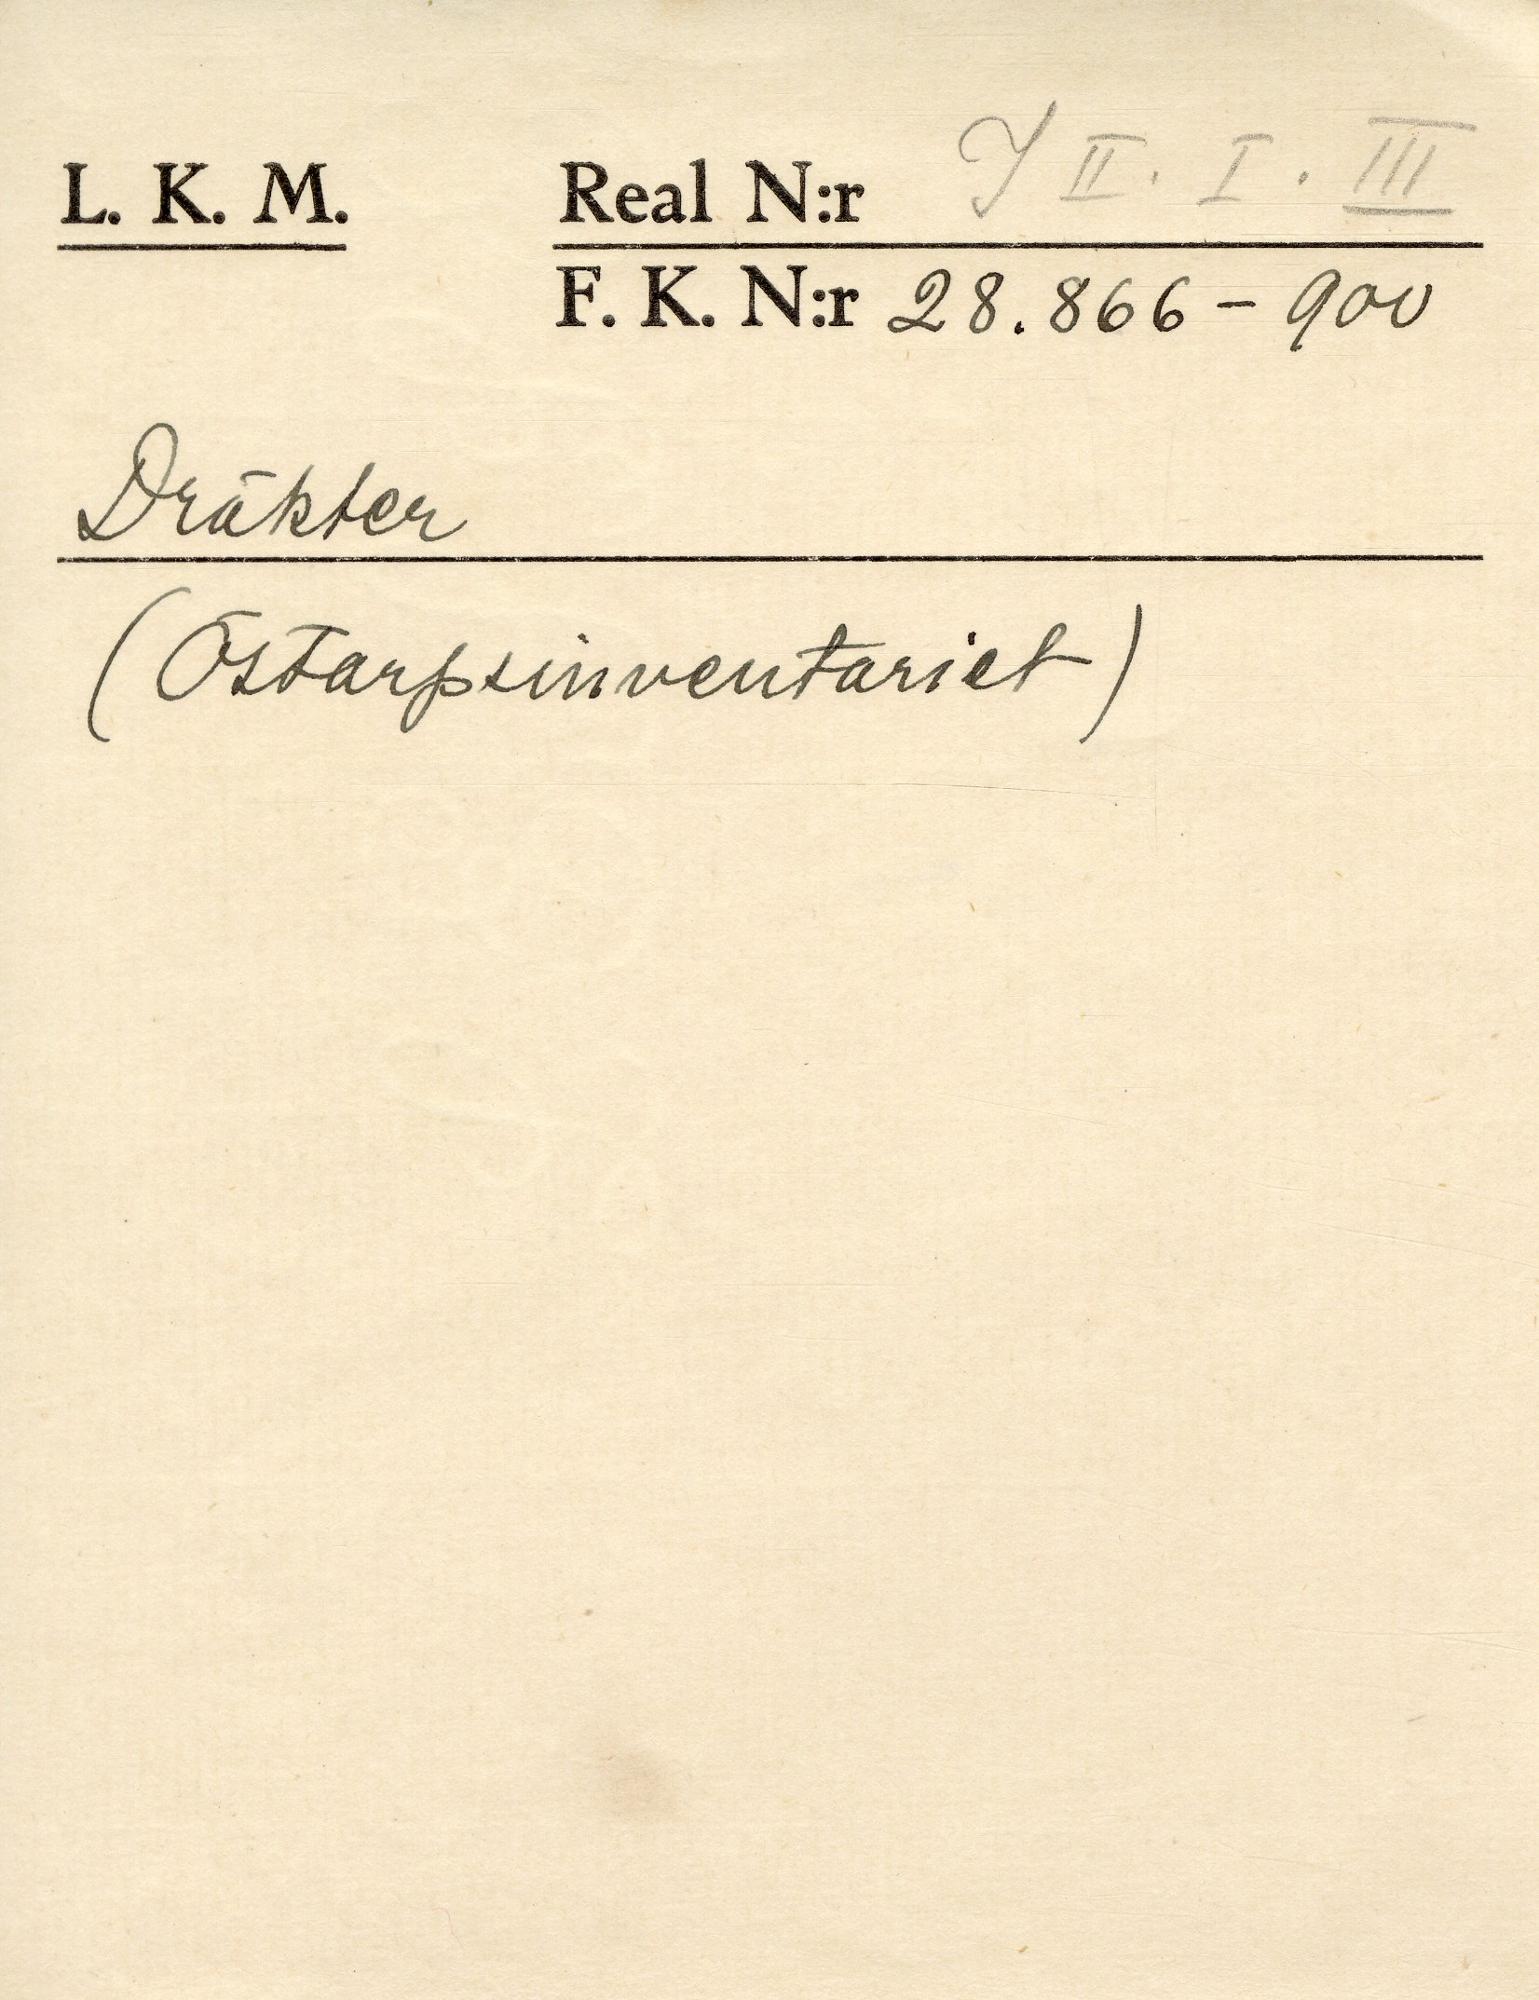 L. K. M.
Real N:r Y II. I. III
F. K. N:r 28.866 – 900
Dräkter
(Östarpsinventariet)